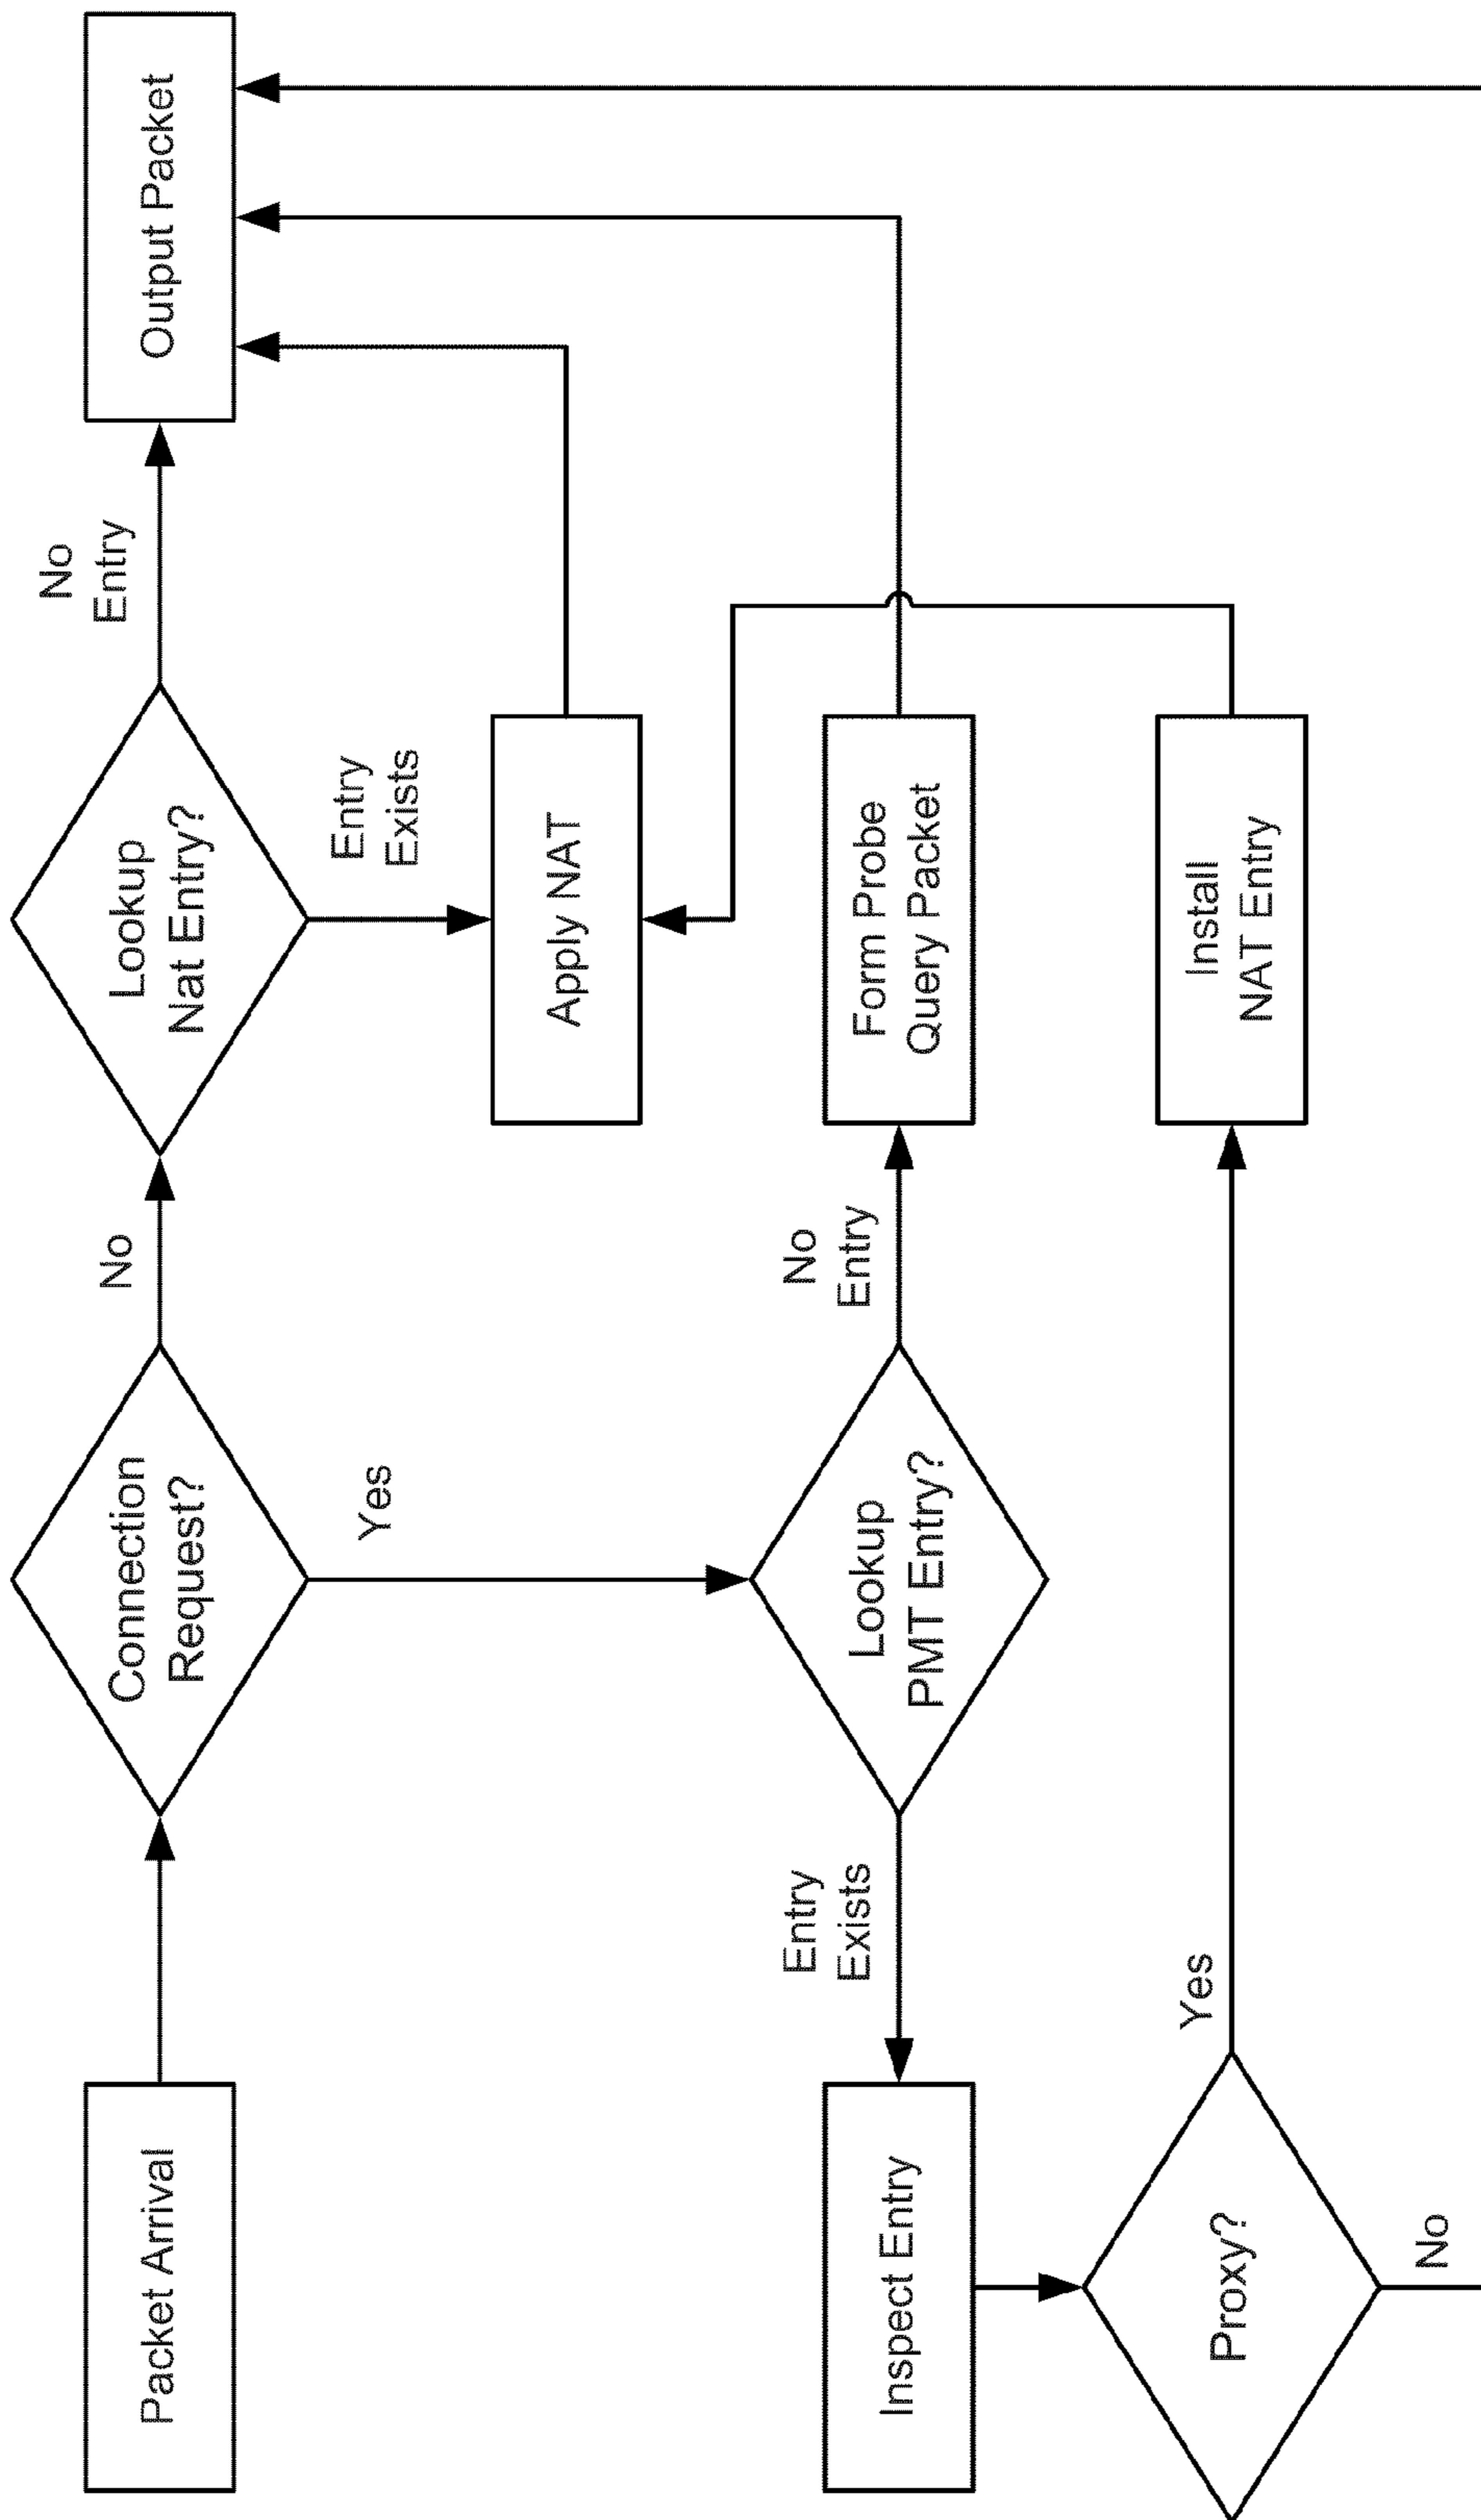 Packet Arrival
Connection
Request?
No
Lookup
Nat Entry?
No
Entry
Output Packet
Yes
Entry
Exists
Apply NAT
Inspect Entry
Entry
Exists
Lookup
PMT Entry?
No
Entry
Form Probe
Query Packet
Proxy?
Yes
Install
NAT Entry
No